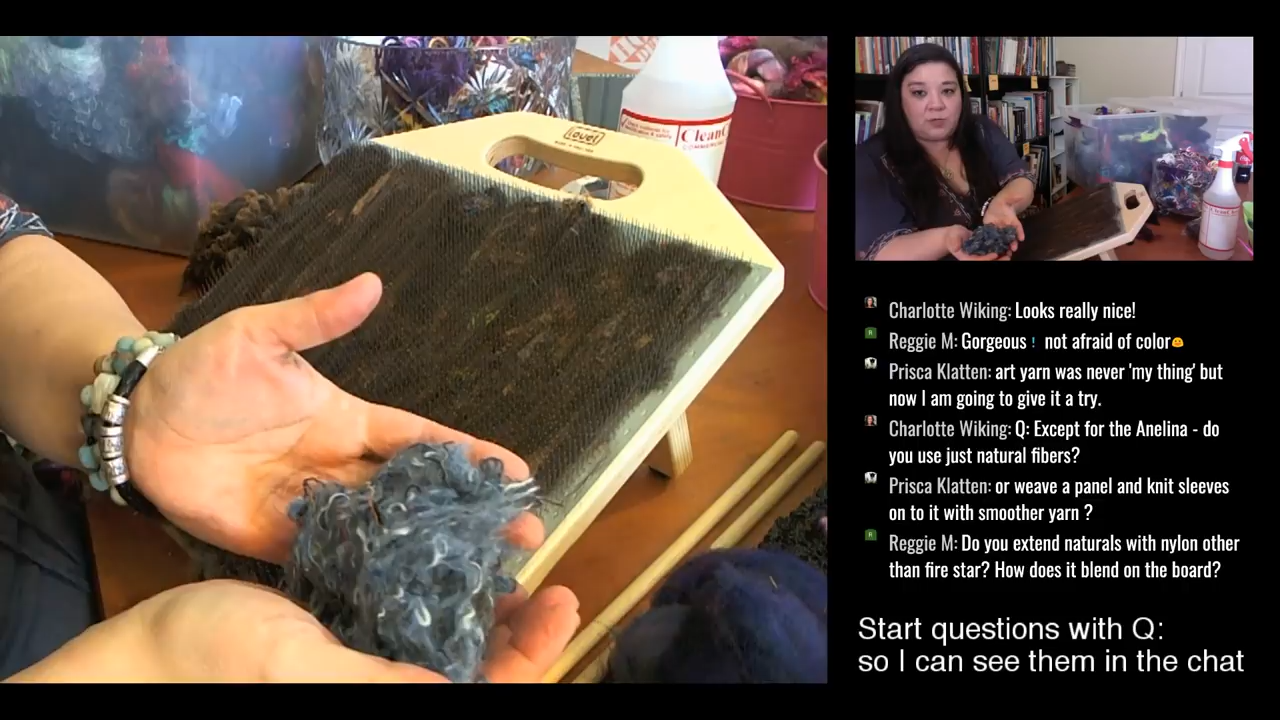 Louët
CleanC
COMMERC
Charlotte Wiking: Looks really nice!
Reggie M: Gorgeous ! not afraid of color
Prisca Klatten: art yarn was never 'my thing' but
now I am going to give it a try.
Charlotte Wiking: Q: Except for the Anelina - do
you use just natural fibers?
Prisca Klatten: or weave a panel and knit sleeves
on to it with smoother yarn ?
Reggie M: Do you extend naturals with nylon other
than fire star? How does it blend on the board?
Start questions with Q:
so I can see them in the chat